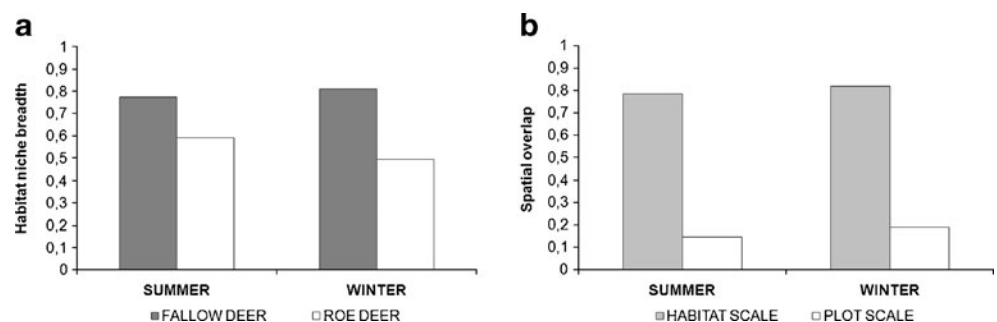 a
Habitat niche breadth
1
0,9
0,8
0,7
0,6
0,5
0,4
0,3
0,2
0,1
0
SUMMER WINTER
FALLOW DEER ROE DEER
b
Spatial overlap
1
0,9
0,8
0,7
0,6
0,5
0,4
0,3
0,2
0,1
0
SUMMER WINTER
HABITAT SCALE PLOT SCALE